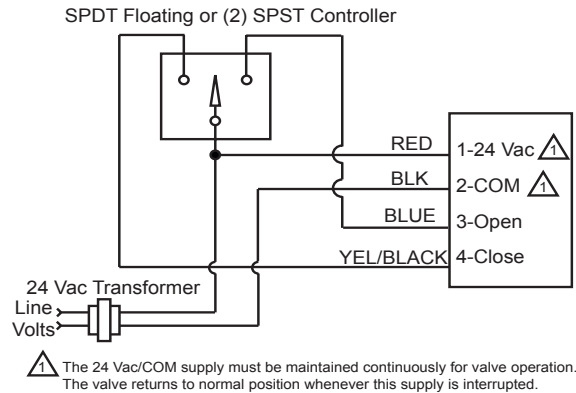 SPDT Floating or (2) SPST Controller
RED
1-24 Vac 1
BLK
2-COM 1
BLUE
3-Open
YEL/BLACK
4-Close
24 Vac Transformer
Line
Volts
1 The 24 Vac/COM supply must be maintained continuously for valve operation.
The valve returns to normal position whenever this supply is interrupted.